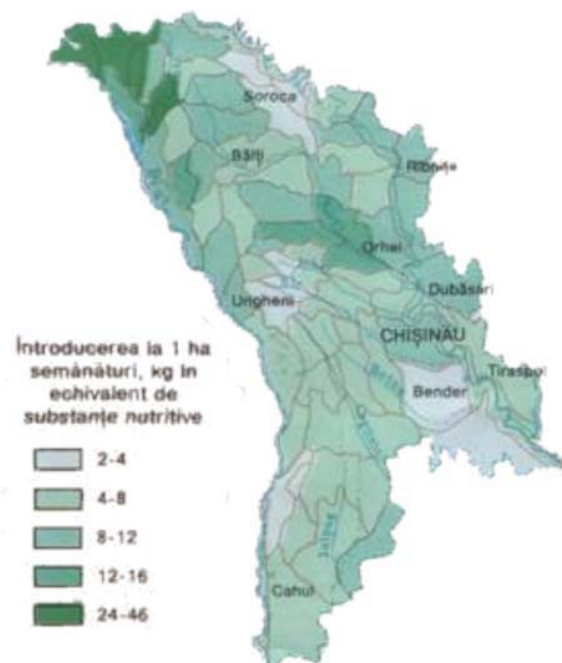 Soroca
Bălți
Rîbnița
Orhei
Ungheni
Dubăsari
CHIȘINĂU
Tiraspol
Bender
Cahul
Introducerea la 1 ha
semănături, kg în
echivalent de
substanțe nutritive
2-4
4-8
8-12
12-16
24-46